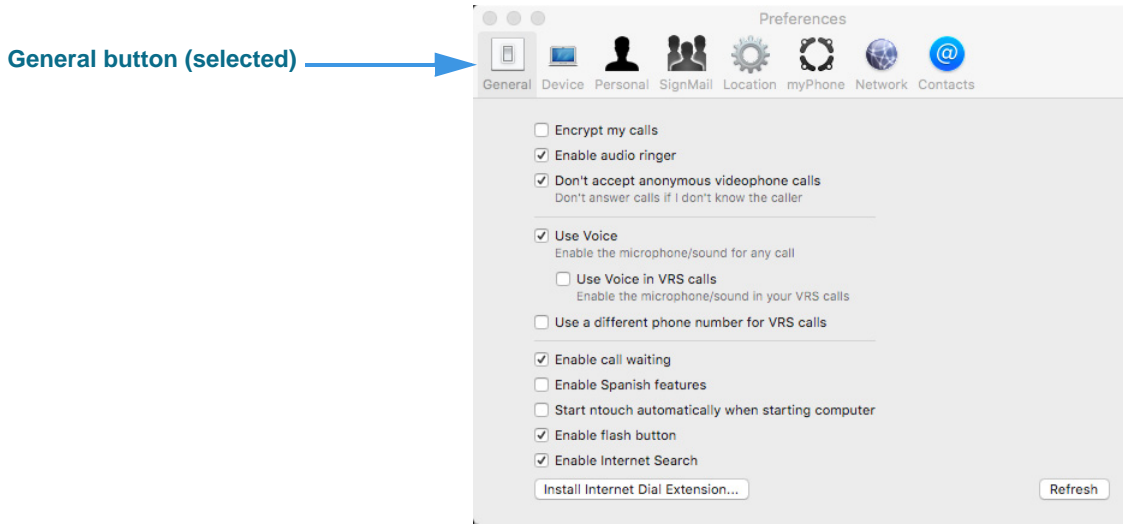 Preferences
General button (selected)
General Device Personal SignMail Location myPhone Network Contacts
Encrypt my calls
Enable audio ringer
Don't accept anonymous videophone calls
Don't answer calls if I don't know the caller
Use Voice
Enable the microphone/sound for any call
Use Voice in VRS calls
Enable the microphone/sound in your VRS calls
Use a different phone number for VRS calls
Enable call waiting
Enable Spanish features
Start ntouch automatically when starting computer
Enable flash button
Enable Internet Search
Install Internet Dial Extension... Refresh